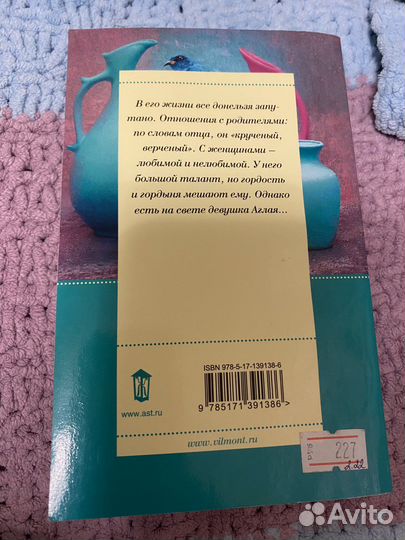 В его жизни все донельзя запу-
тано. Отношения с родителями:
по словам отца, он «крученый,
верченый». С женщинами –
любимой и нелюбимой. У него
большой талант, но гордость
и гордыня мешают ему. Однако
есть на свете девушка Аглая...
ISBN 978-5-17-139138-6
9 785171 391386>
www.ast.ru
www.vilmont.ru
227
222
Avito